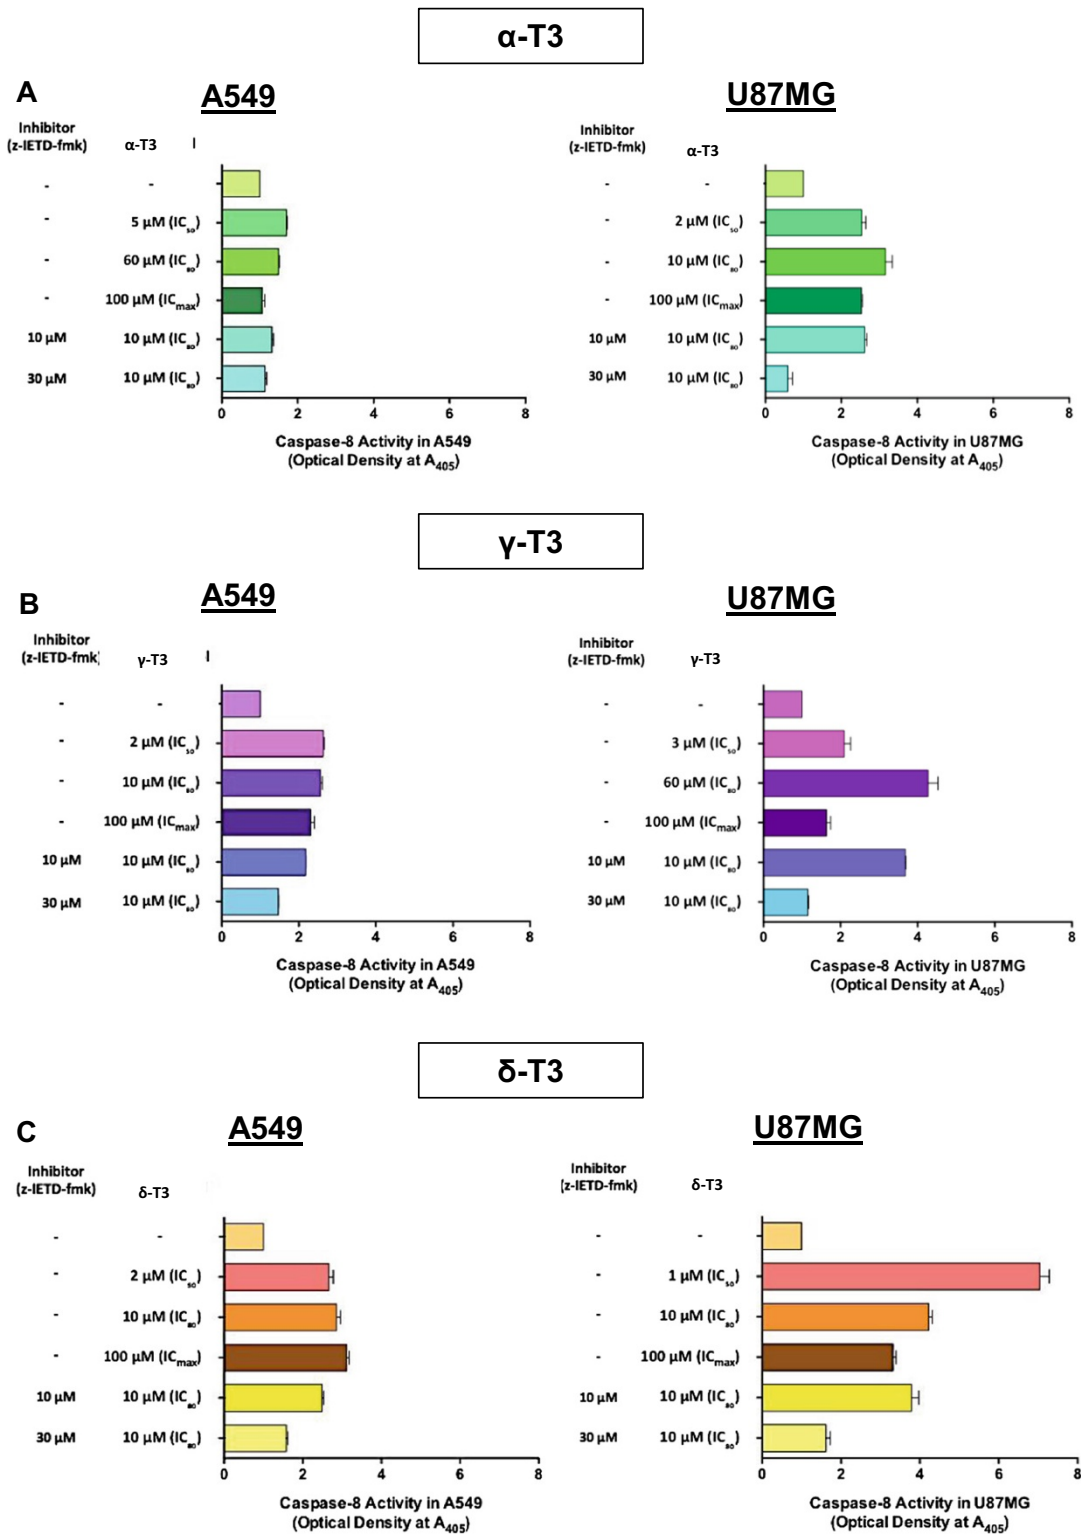 α-T3
A
A549
U87MG
Inhibitor
(z-IETD-fmk)
α-T3
Inhibitor
(z-IETD-fmk)
α-T3
- -
- 5 µM (IC50)
- 60 µM (IC80)
- 100 µM (ICmax)
10 µM 10 µM (IC80)
30 µM 10 µM (IC80)
0 2 4 6 8
Caspase-8 Activity in A549
(Optical Density at A405)
- -
- 2 µM (IC50)
- 10 µM (IC80)
- 100 µM (ICmax)
10 µM 10 µM (IC80)
30 µM 10 µM (IC80)
0 2 4 6 8
Caspase-8 Activity in U87MG
(Optical Density at A405)
γ-T3
B
A549
U87MG
Inhibitor
(z-IETD-fmk)
γ-T3
Inhibitor
(z-IETD-fmk)
γ-T3
- -
- 2 µM (IC50)
- 10 µM (IC80)
- 100 µM (ICmax)
10 µM 10 µM (IC80)
30 µM 10 µM (IC80)
0 2 4 6 8
Caspase-8 Activity in A549
(Optical Density at A405)
- -
- 3 µM (IC50)
- 60 µM (IC80)
- 100 µM (ICmax)
10 µM 10 µM (IC80)
30 µM 10 µM (IC80)
0 2 4 6 8
Caspase-8 Activity in U87MG
(Optical Density at A405)
δ-T3
C
A549
U87MG
Inhibitor
(z-IETD-fmk)
δ-T3
Inhibitor
(z-IETD-fmk)
δ-T3
- -
- 2 µM (IC50)
- 10 µM (IC80)
- 100 µM (ICmax)
10 µM 10 µM (IC80)
30 µM 10 µM (IC80)
0 2 4 6 8
Caspase-8 Activity in A549
(Optical Density at A405)
- -
- 1 µM (IC50)
- 10 µM (IC80)
- 100 µM (ICmax)
10 µM 10 µM (IC80)
30 µM 10 µM (IC80)
0 2 4 6 8
Caspase-8 Activity in U87MG
(Optical Density at A405)